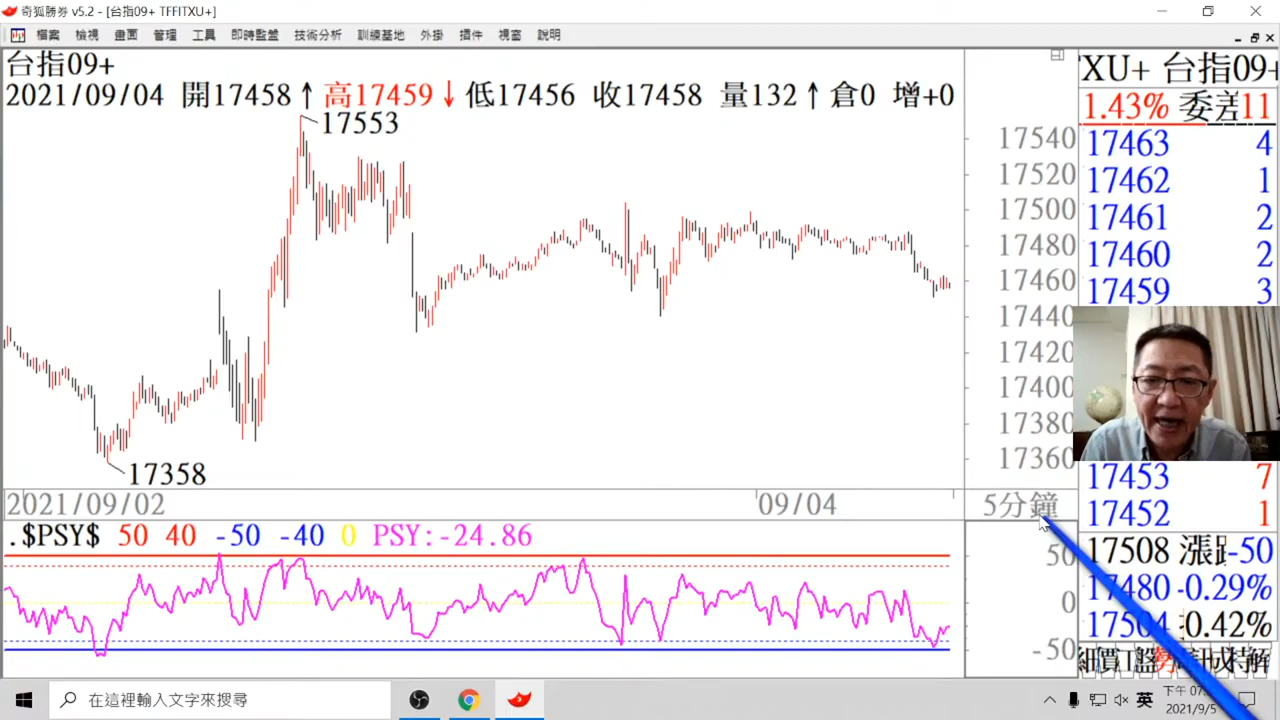 奇狐勝券 v5.2 - [台指09+ TFFITXU+]
檔案 檢視 畫面 管理 工具 即時監盤 技術分析 訓練基地 外掛 插件 視窗 說明
台指09+
2021/09/04 開17458↑高17459↓低17456 收17458 量132↑倉0 增+0
17553
17358
17540
17520
17500
17480
17460
17440
17420
17400
17380
17360
2021/09/02 09/04 5分鐘
.$PSY$ 50 40 -50 -40 0 PSY:-24.86
50
0
-50
XU+ 台指09+
1.43% 委差11
17463 4
17462 1
17461 2
17460 2
17459 3
17453 7
17452 1
17508 漲跌-50
17480 -0.29%
17504 0.42%
在這裡輸入文字來搜尋
英
下午 07
2021/9/5